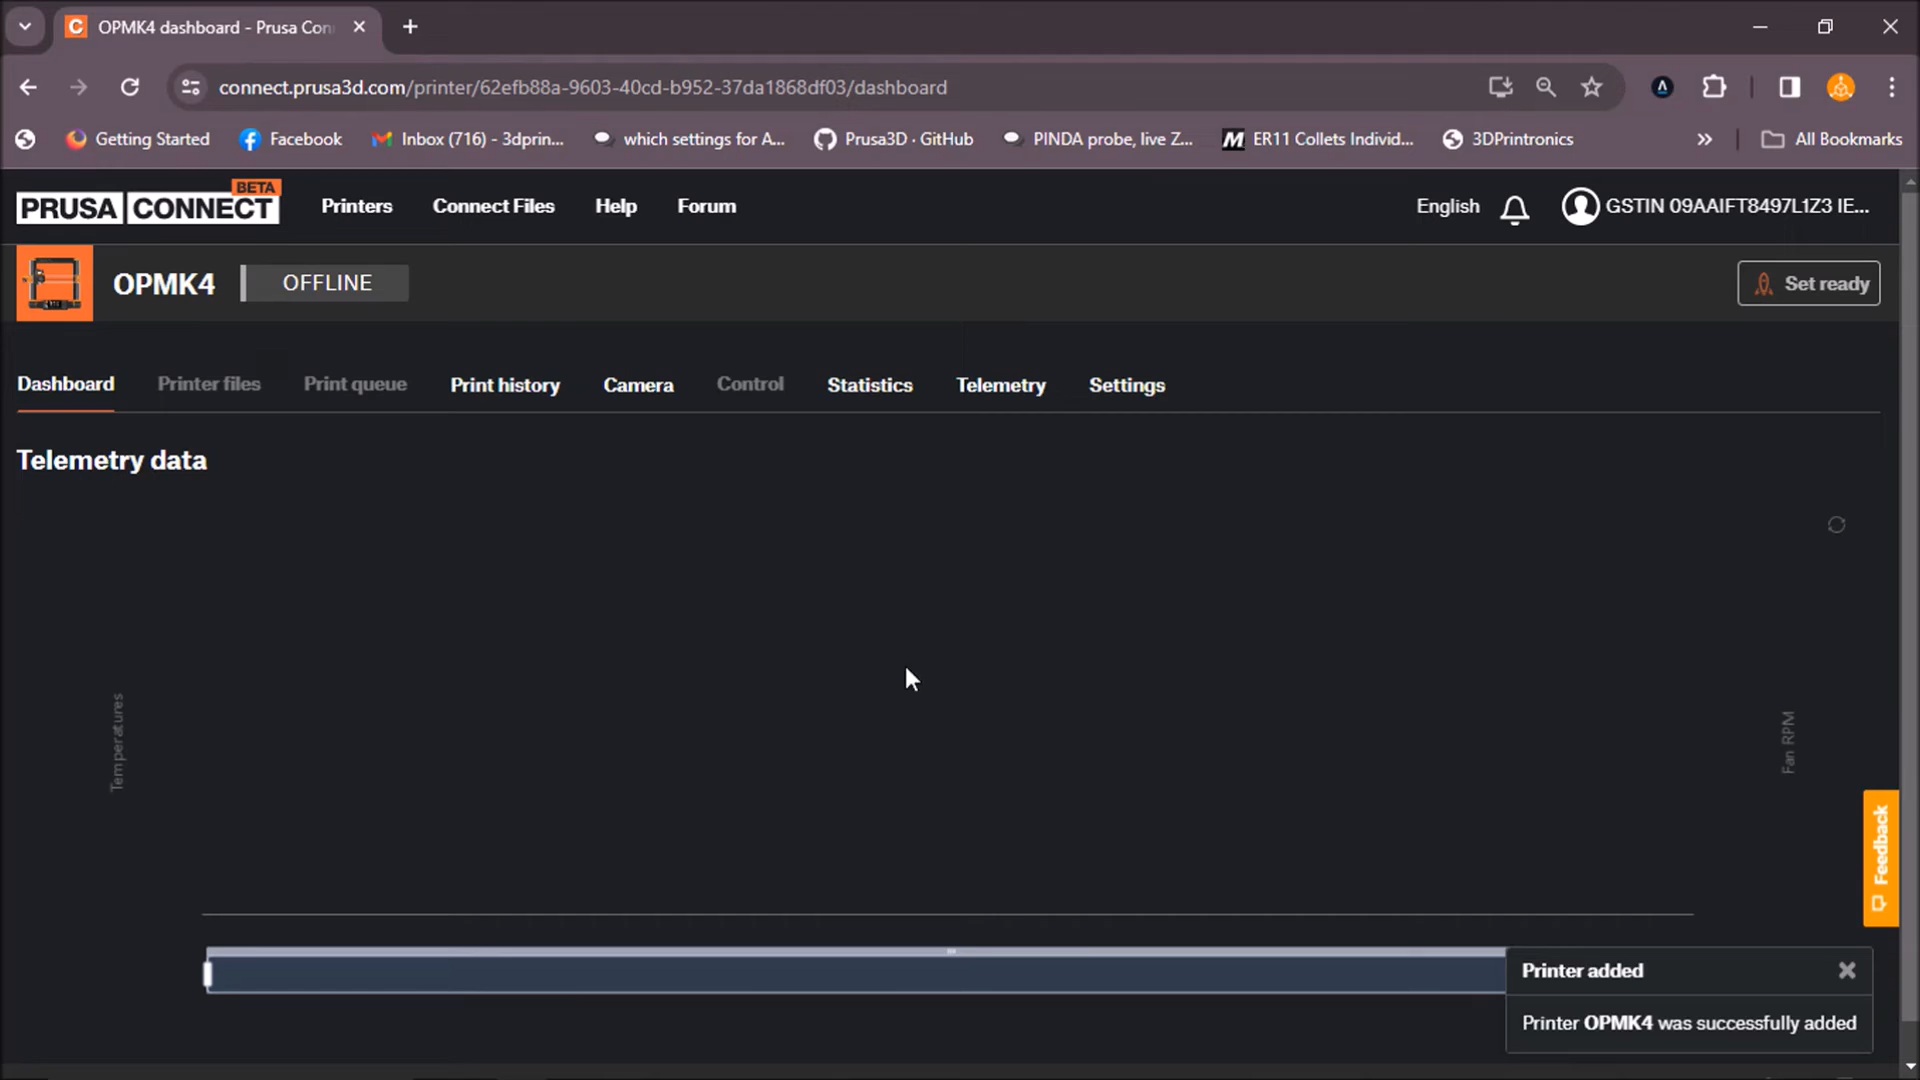 OPMK4 dashboard - Prusa Con
connect.prusa3d.com/printer/62efb88a-9603-40cd-b952-37da1868df03/dashboard
Getting Started Facebook Inbox (716) - 3dprin... which settings for A... Prusa3D · GitHub PINDA probe, live Z... ER11 Collets Individ... 3DPrintronics » All Bookmarks
PRUSA CONNECT BETA Printers Connect Files Help Forum English GSTIN 09AAIFT8497L1Z3 IE...
OPMK4 OFFLINE Set ready
Dashboard Printer files Print queue Print history Camera Control Statistics Telemetry Settings
Telemetry data
Temperatures
Fan RPM
Feedback
Printer added
Printer OPMK4 was successfully added